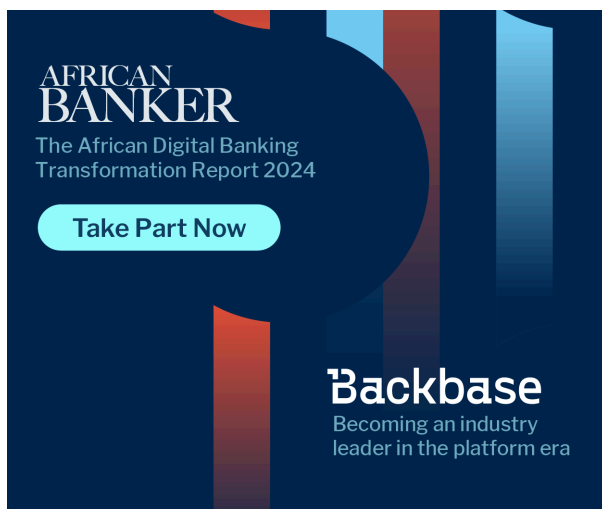 AFRICAN
BANKER
The African Digital Banking
Transformation Report 2024
Take Part Now
Backbase
Becoming an industry
leader in the platform era